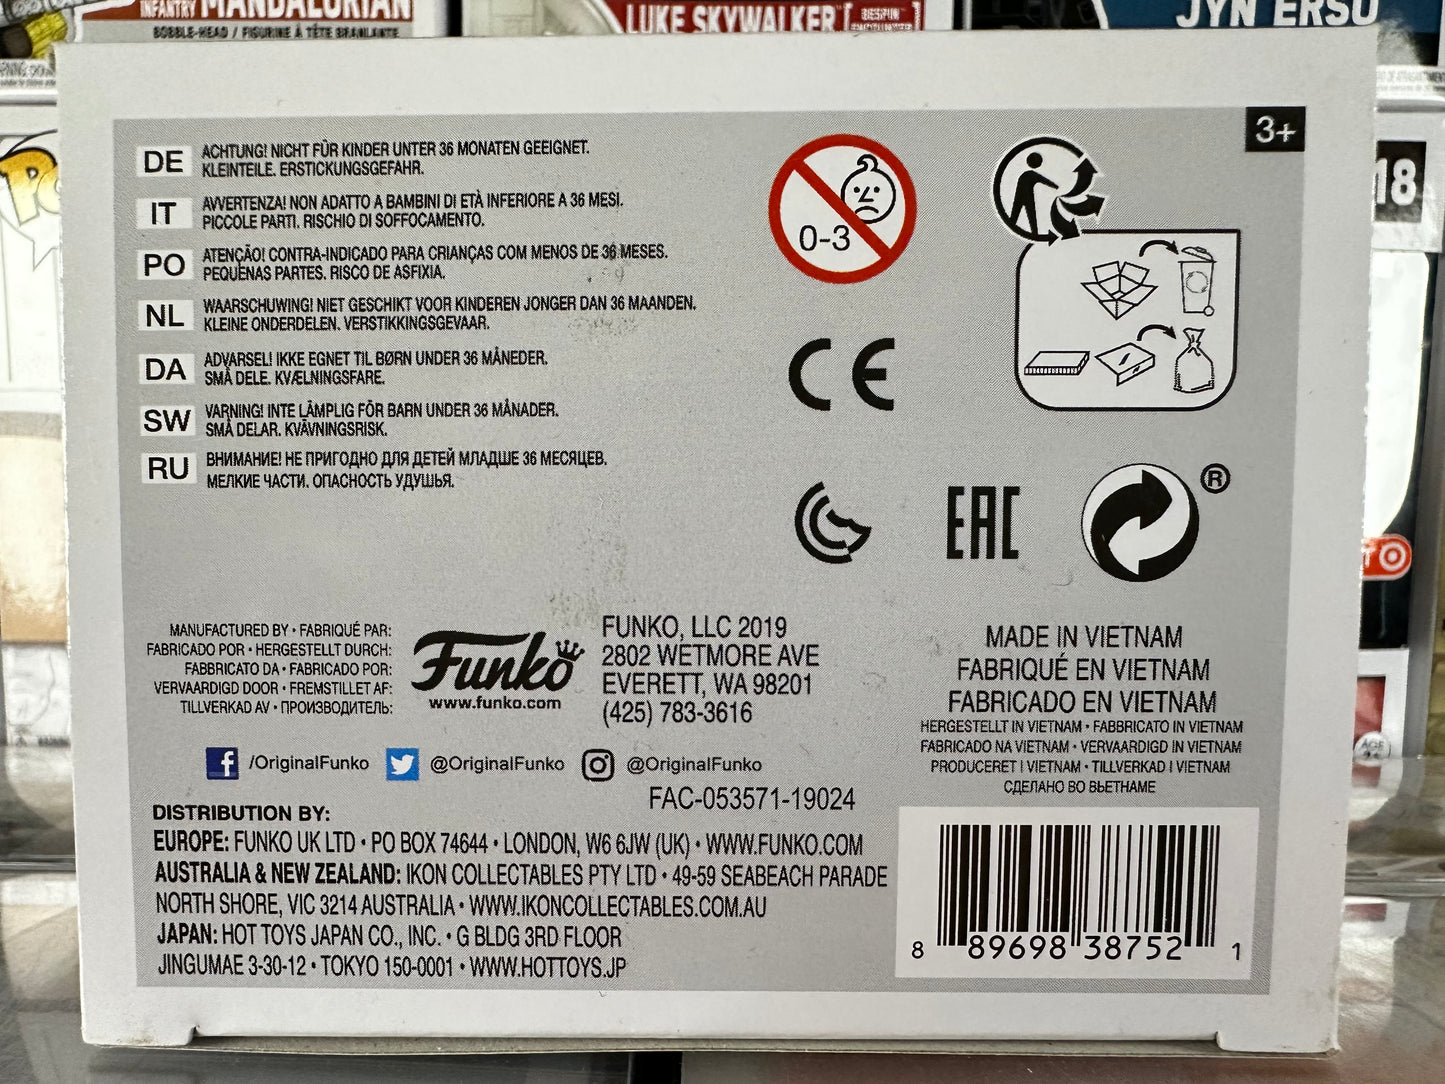 INFANTRY MANDALORIAN
BOBBLE-HEAD / FIGURINE À TÊTE BRANLANTE
LUKE SKYWALKER
JYN ERSO
18
3+
DE ACHTUNG! NICHT FÜR KINDER UNTER 36 MONATEN GEEIGNET.
KLEINTEILE. ERSTICKUNGSGEFAHR.
IT AVVERTENZA! NON ADATTO A BAMBINI DI ETÀ INFERIORE A 36 MESI.
PICCOLE PARTI. RISCHIO DI SOFFOCAMENTO.
PO ATENÇÃO! CONTRA-INDICADO PARA CRIANÇAS COM MENOS DE 36 MESES.
PEQUENAS PARTES. RISCO DE ASFIXIA.
NL WAARSCHUWING! NIET GESCHIKT VOOR KINDEREN JONGER DAN 36 MAANDEN.
KLEINE ONDERDELEN. VERSTIKKINGSGEVAAR.
DA ADVARSEL! IKKE EGNET TIL BØRN UNDER 36 MÅNEDER.
SMÅ DELE. KVÆLNINGSFARE.
SW VARNING! INTE LÄMPLIG FÖR BARN UNDER 36 MÅNADER.
SMÅ DELAR. KVÄVNINGSRISK.
RU ВНИМАНИЕ! НЕ ПРИГОДНО ДЛЯ ДЕТЕЙ МЛАДШЕ 36 МЕСЯЦЕВ.
МЕЛКИЕ ЧАСТИ. ОПАСНОСТЬ УДУШЬЯ.
0-3
CE
EAC
®
MANUFACTURED BY • FABRIQUÉ PAR:
FABRICADO POR • HERGESTELLT DURCH:
FABBRICATO DA • FABRICADO POR:
VERVAARDIGD DOOR • FREMSTILLET AF:
TILLVERKAD AV • ПРОИЗВОДИТЕЛЬ:
Funko
www.funko.com
FUNKO, LLC 2019
2802 WETMORE AVE
EVERETT, WA 98201
(425) 783-3616
MADE IN VIETNAM
FABRIQUÉ EN VIETNAM
FABRICADO EN VIETNAM
HERGESTELLT IN VIETNAM • FABBRICATO IN VIETNAM
FABRICADO NA VIETNAM • VERVAARDIGD IN VIETNAM
PRODUCERET I VIETNAM • TILLVERKAD I VIETNAM
СДЕЛАНО ВО ВЬЕТНАМЕ
/OriginalFunko @OriginalFunko @OriginalFunko
FAC-053571-19024
DISTRIBUTION BY:
EUROPE: FUNKO UK LTD • PO BOX 74644 • LONDON, W6 6JW (UK) • WWW.FUNKO.COM
AUSTRALIA & NEW ZEALAND: IKON COLLECTABLES PTY LTD • 49-59 SEABEACH PARADE
NORTH SHORE, VIC 3214 AUSTRALIA • WWW.IKONCOLLECTABLES.COM.AU
JAPAN: HOT TOYS JAPAN CO., INC. • G BLDG 3RD FLOOR
JINGUMAE 3-30-12 • TOKYO 150-0001 • WWW.HOTTOYS.JP
8 89698 38752 1